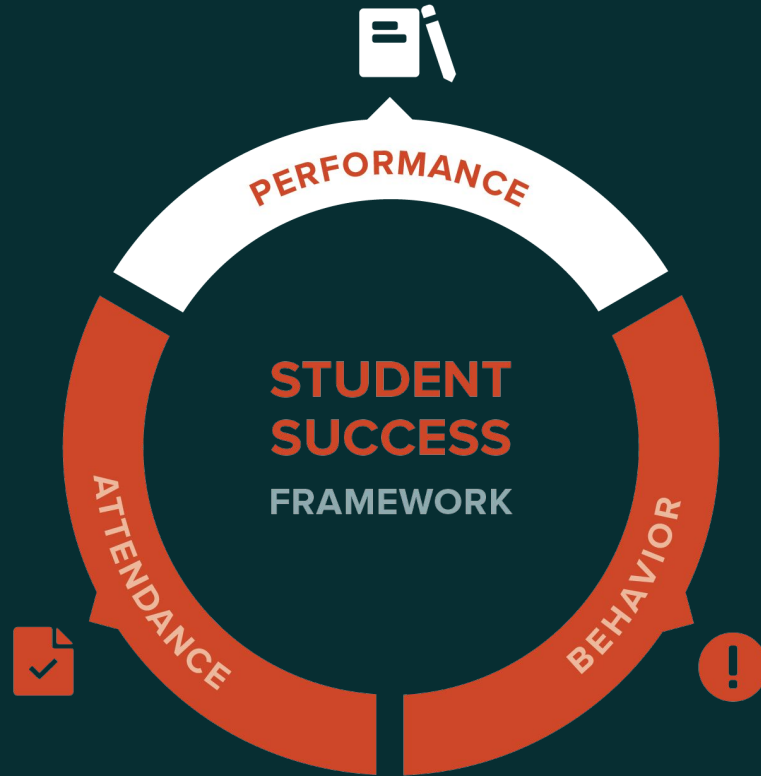 PERFORMANCE
STUDENT
SUCCESS
FRAMEWORK
ATTENDANCE
BEHAVIOR